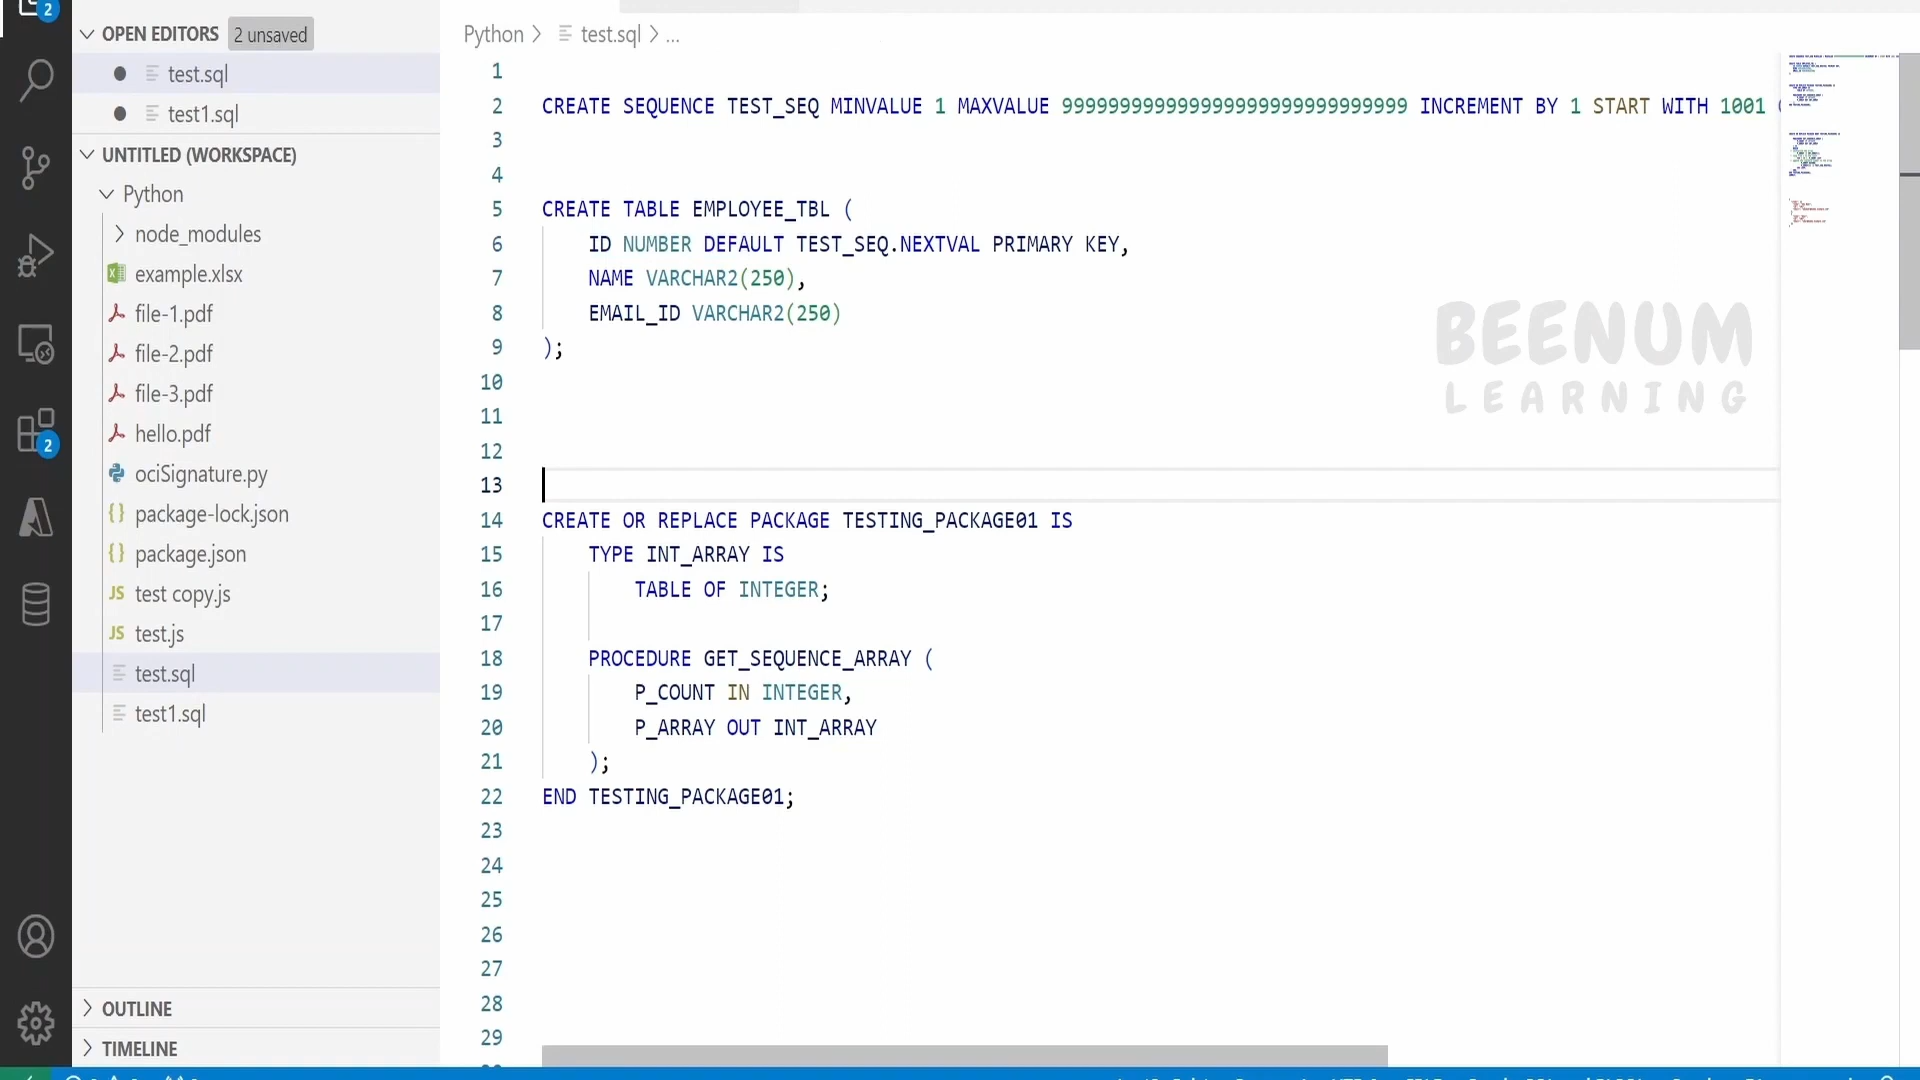 2
OPEN EDITORS 2 unsaved
test.sql
test1.sql
UNTITLED (WORKSPACE)
Python
node_modules
example.xlsx
file-1.pdf
file-2.pdf
file-3.pdf
hello.pdf
2
ociSignature.py
{} package-lock.json
{} package.json
JS test copy.js
JS test.js
test.sql
test1.sql
OUTLINE
TIMELINE
Python > test.sql > ...
1
2 CREATE SEQUENCE TEST_SEQ MINVALUE 1 MAXVALUE 999999999999999999999999999999 INCREMENT BY 1 START WITH 1001
3
4
5 CREATE TABLE EMPLOYEE_TBL (
6 ID NUMBER DEFAULT TEST_SEQ.NEXTVAL PRIMARY KEY,
7 NAME VARCHAR2(250),
8 EMAIL_ID VARCHAR2(250)
9 );
10
11
12
13
14 CREATE OR REPLACE PACKAGE TESTING_PACKAGE01 IS
15 TYPE INT_ARRAY IS
16 TABLE OF INTEGER;
17
18 PROCEDURE GET_SEQUENCE_ARRAY (
19 P_COUNT IN INTEGER,
20 P_ARRAY OUT INT_ARRAY
21 );
22 END TESTING_PACKAGE01;
23
24
25
26
27
28
29
BEENUM
LEARNING